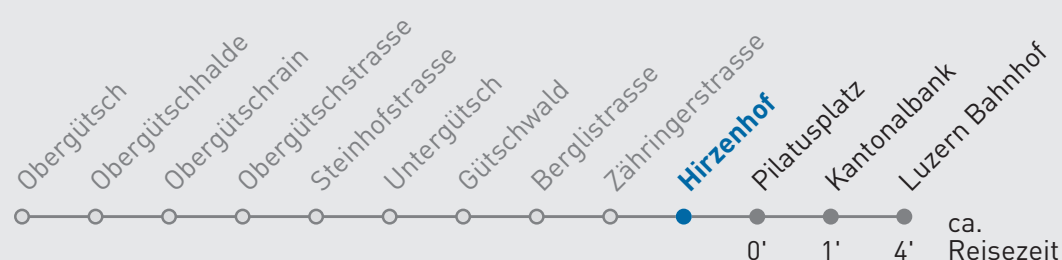 Obergütsch
Obergütschhalde
Obergütschrain
Obergütschstrasse
Steinhofstrasse
Untergütsch
Gütschwald
Berglistrasse
Zähringerstrasse
Hirzenhof
Pilatusplatz
Kantonalbank
Luzern Bahnhof
0' 1' 4'
ca.
Reisezeit